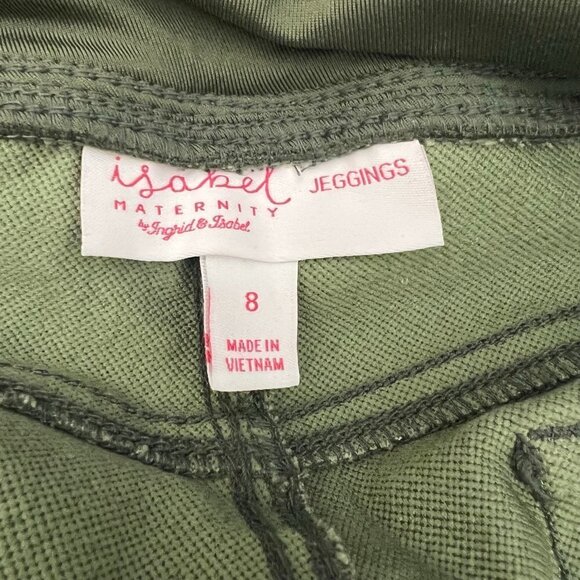 isabel JEGGINGS
MATERNITY
by Ingrid & Isabel
8
MADE IN
VIETNAM